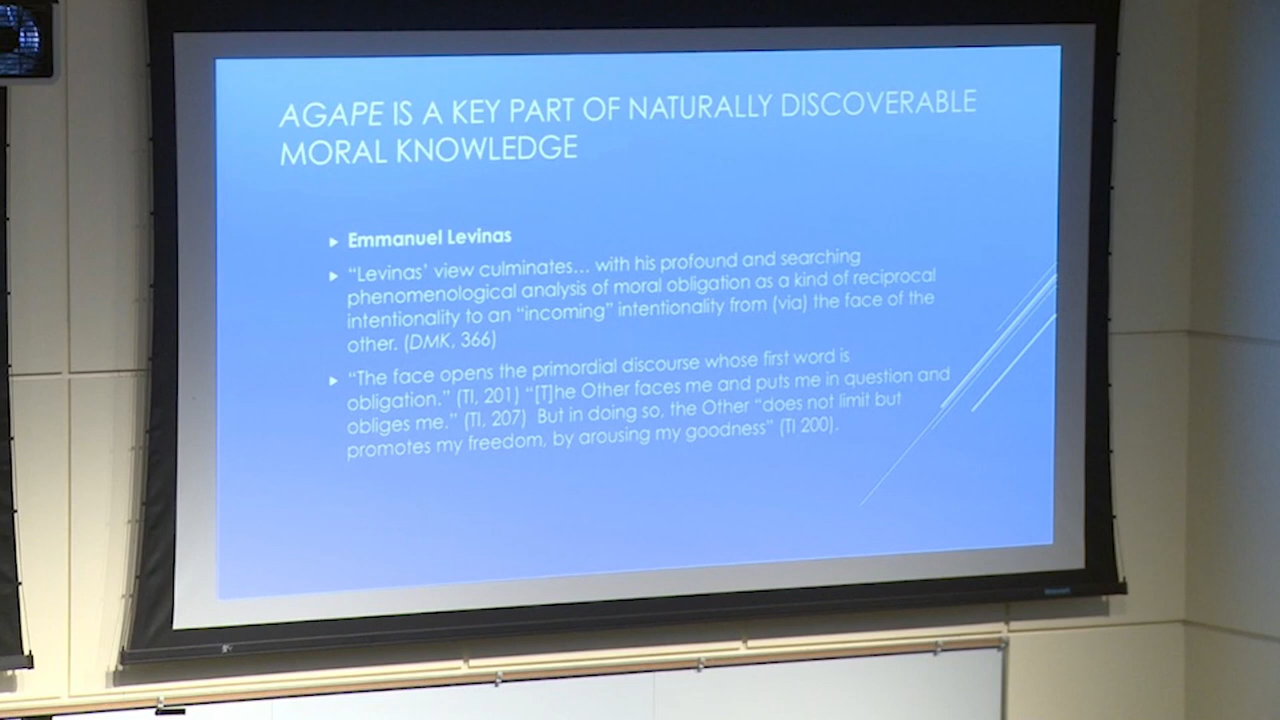 AGAPE IS A KEY PART OF NATURALLY DISCOVERABLE
MORAL KNOWLEDGE
Emmanuel Levinas
“Levinas’ view culminates… with his profound and searching
phenomenological analysis of moral obligation as a kind of reciprocal
intentionality to an “incoming” intentionality from (via) the face of the
other. (DMK, 366)
“The face opens the primordial discourse whose first word is
obligation.” (TI, 201) “[T]he Other faces me and puts me in question and
obliges me.” (TI, 207) But in doing so, the Other “does not limit but
promotes my freedom, by arousing my goodness” (TI 200).